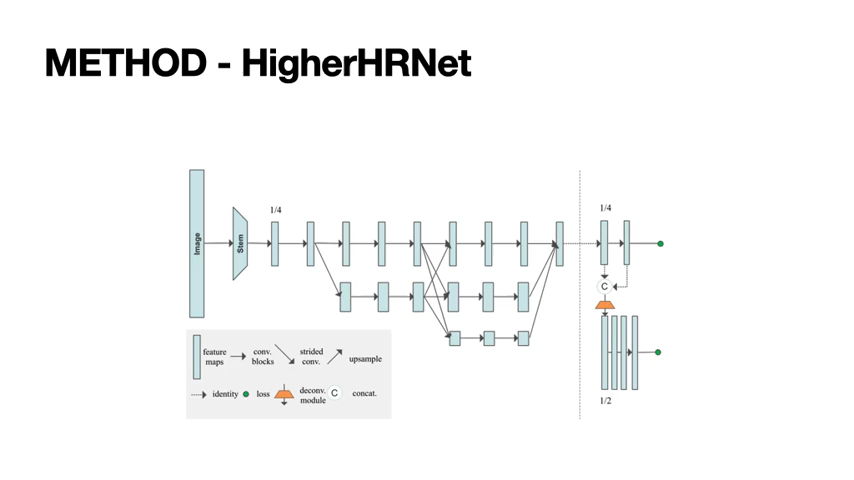 METHOD - HigherHRNet
1/4
1/4
Image
Stem
C
feature
maps
conv.
blocks
strided
conv.
upsample
identity
loss
deconv.
module
C
concat.
1/2